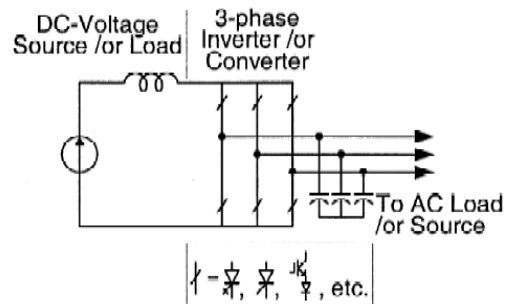 DC-Voltage
Source /or Load
3-phase
Inverter /or
Converter
To AC Load
/or Source
, etc.